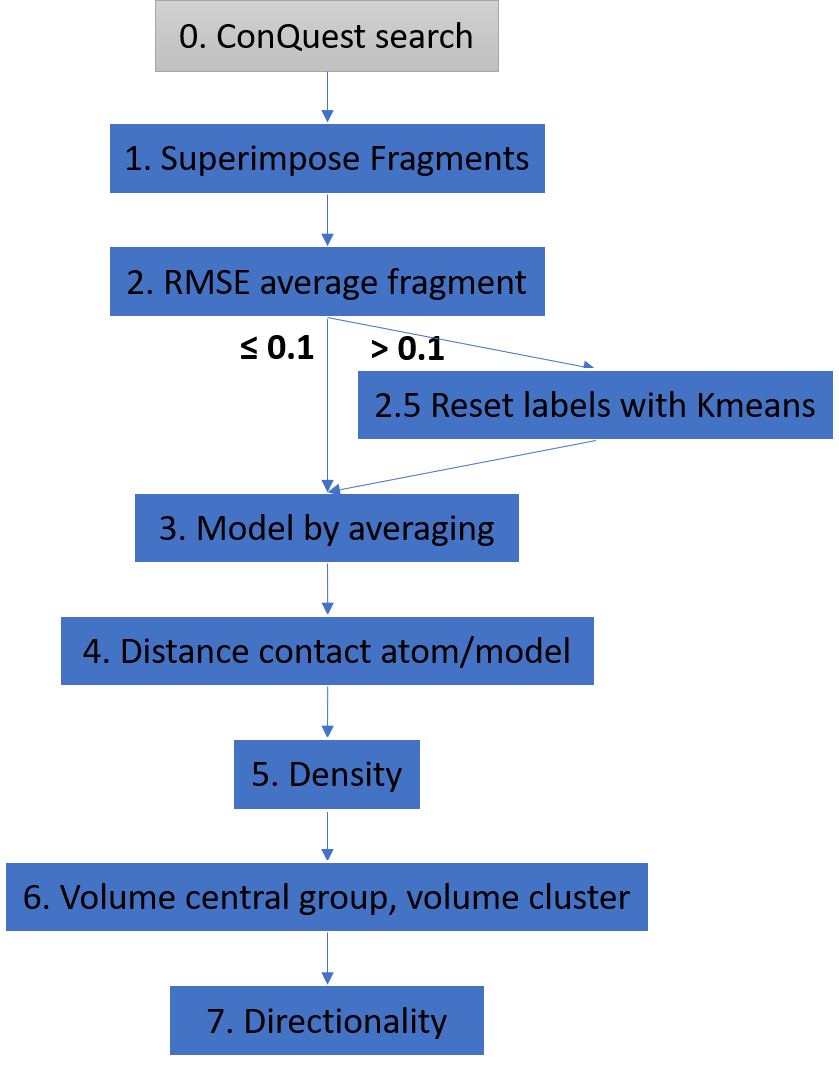 0. ConQuest search
1. Superimpose Fragments
2. RMSE average fragment
≤ 0.1
> 0.1
2.5 Reset labels with Kmeans
3. Model by averaging
4. Distance contact atom/model
5. Density
6. Volume central group, volume cluster
7. Directionality